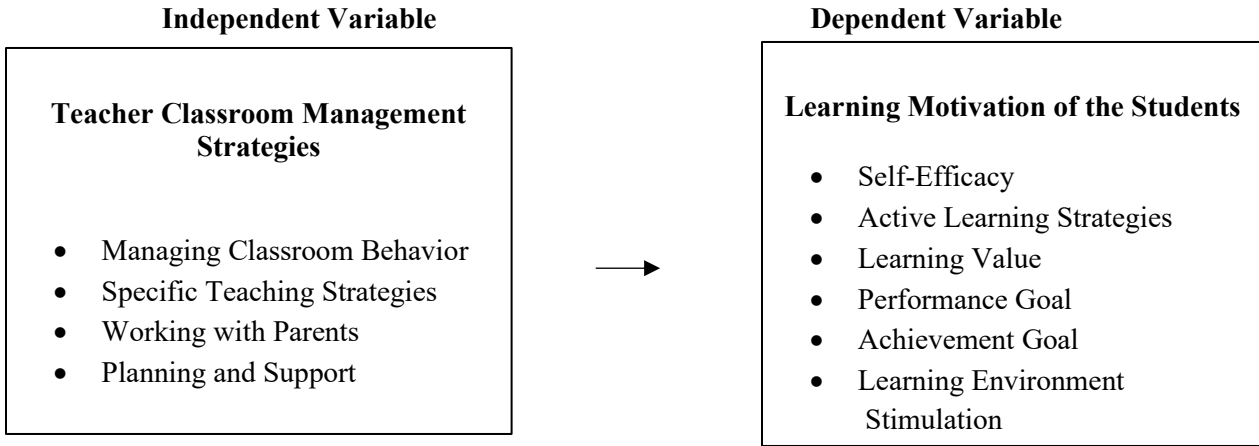 Independent Variable
Teacher Classroom Management
Strategies
• Managing Classroom Behavior
• Specific Teaching Strategies
• Working with Parents
• Planning and Support
Dependent Variable
Learning Motivation of the Students
• Self-Efficacy
• Active Learning Strategies
• Learning Value
• Performance Goal
• Achievement Goal
• Learning Environment
Stimulation